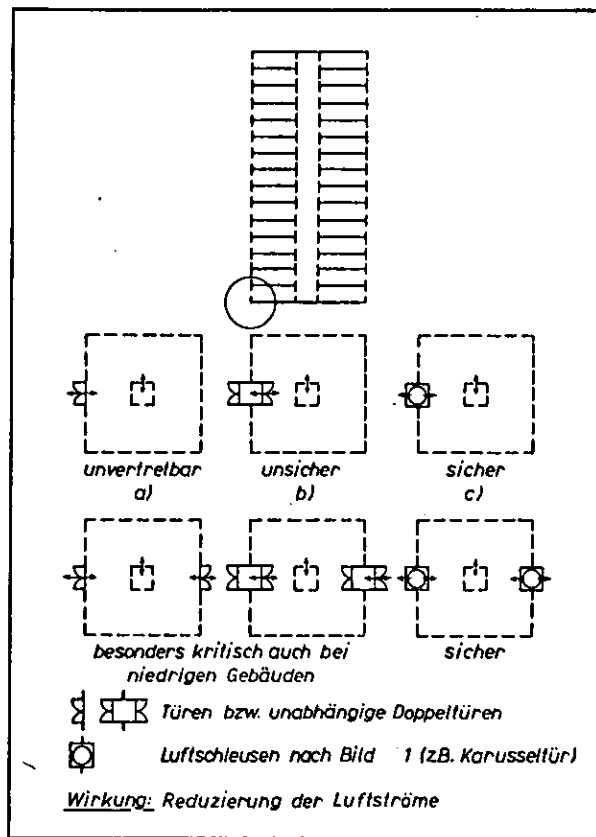 unvertretbar unsicher sicher
a) b) c)
besonders kritisch auch bei sicher
niedrigen Gebäuden
Türen bzw. unabhängige Doppeltüren
Luftschleusen nach Bild 1 (z.B. Karusseltür)
Wirkung: Reduzierung der Luftströme